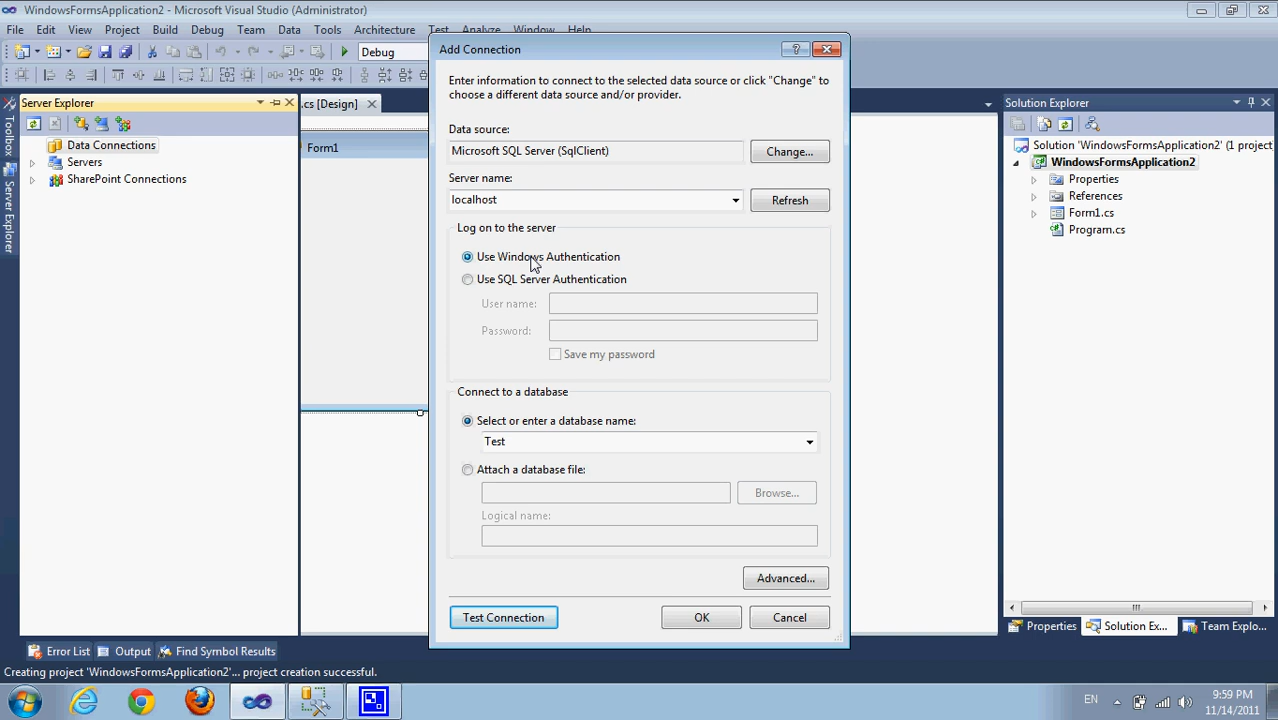 WindowsFormsApplication2 - Microsoft Visual Studio (Administrator)
File Edit View Project Build Debug Team Data Tools Architecture Test Analyze Window Help
Debug
Server Explorer
Data Connections
Servers
SharePoint Connections
Toolbox
Server Explorer
.cs [Design]
Form1
Add Connection
Enter information to connect to the selected data source or click "Change" to
choose a different data source and/or provider.
Data source:
Microsoft SQL Server (SqlClient)
Change...
Server name:
localhost
Refresh
Log on to the server
Use Windows Authentication
Use SQL Server Authentication
User name:
Password:
Save my password
Connect to a database
Select or enter a database name:
Test
Attach a database file:
Browse...
Logical name:
Advanced...
Test Connection
OK
Cancel
Solution Explorer
Solution 'WindowsFormsApplication2' (1 project
WindowsFormsApplication2
Properties
References
Form1.cs
Program.cs
Properties
Solution Ex...
Team Explo...
Error List
Output
Find Symbol Results
Creating project 'WindowsFormsApplication2'... project creation successful.
EN
9:59 PM
11/14/2011